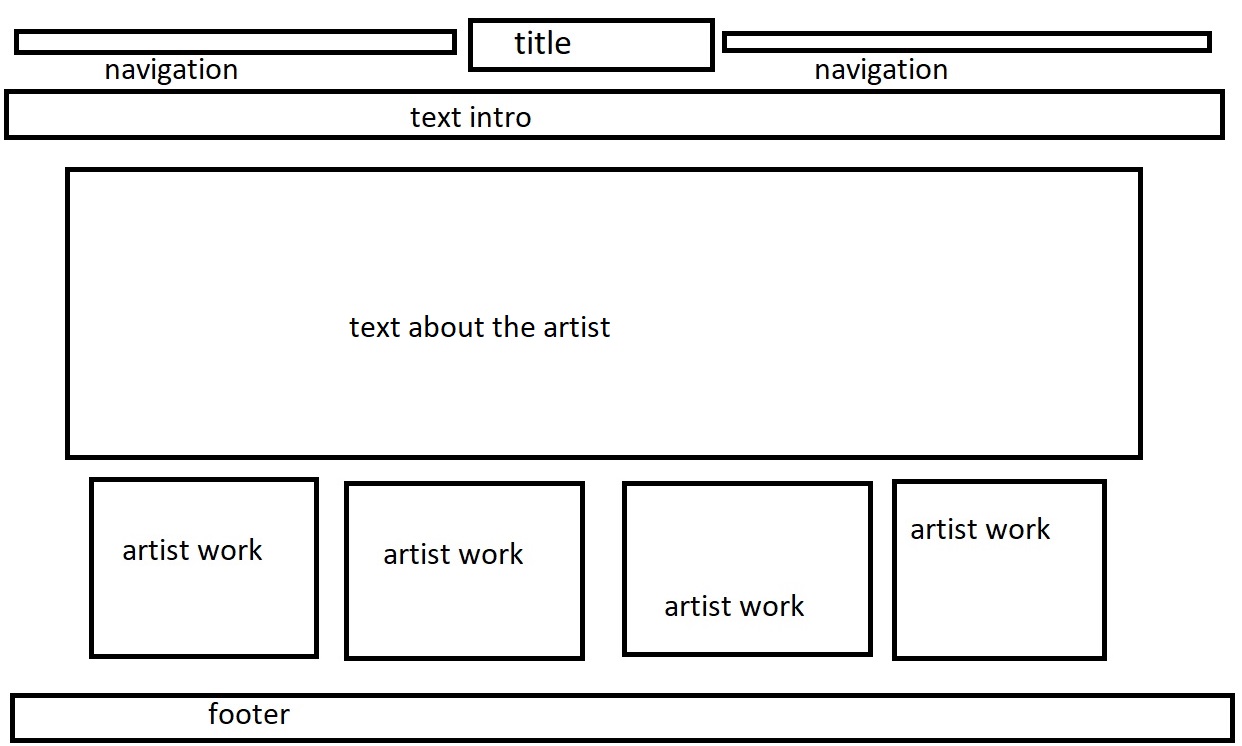 title
navigation
navigation
text intro
text about the artist
artist work
artist work
artist work
artist work
footer